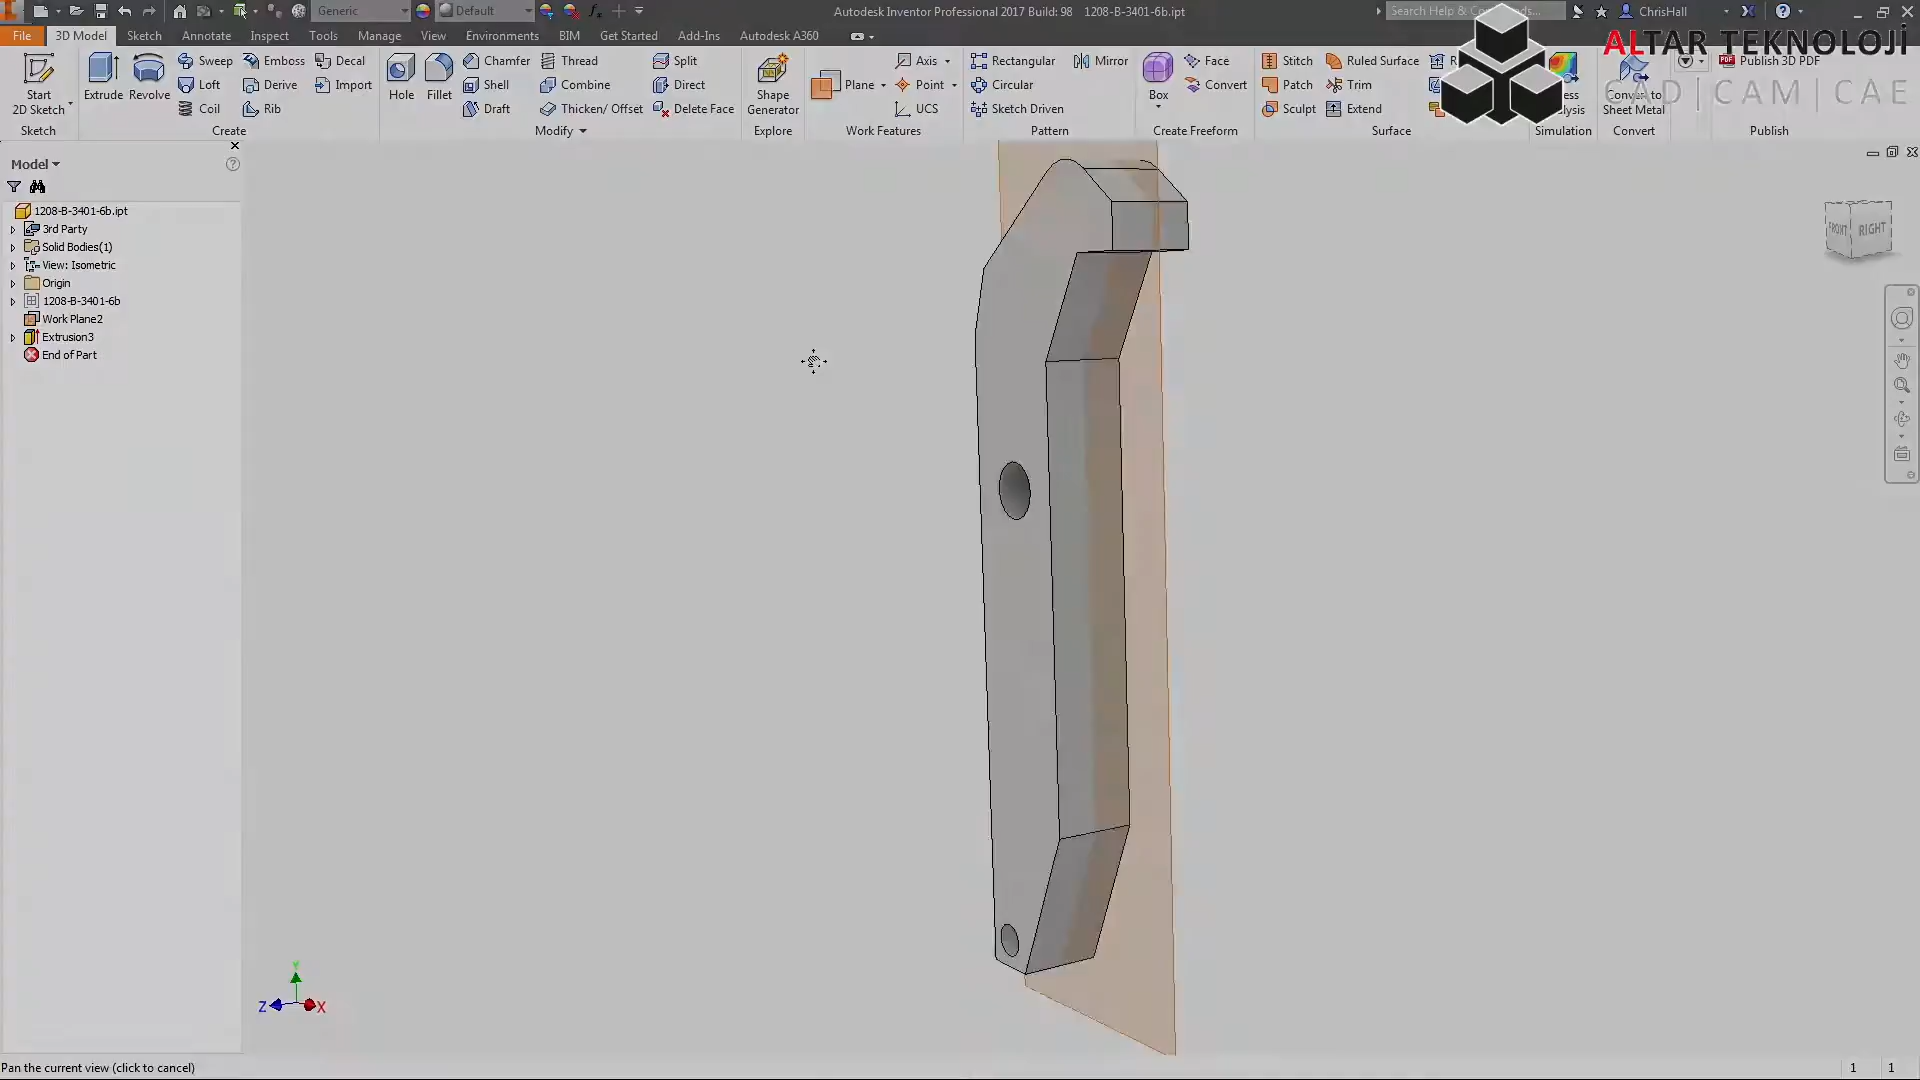 Generic
Default
Autodesk Inventor Professional 2017 Build: 98 1208-B-3401-6b.ipt
Search Help & Commands...
ChrisHall
ALTAR TEKNOLOJİ
CAD | CAM | CAE
File 3D Model Sketch Annotate Inspect Tools Manage View Environments BIM Get Started Add-Ins Autodesk A360
Start
2D Sketch
Extrude
Revolve
Sweep Emboss Decal
Loft Derive Import
Coil Rib
Hole
Fillet
Chamfer Thread Split
Shell Combine Direct
Draft Thicken/ Offset Delete Face
Shape
Generator
Plane
Axis
Point
UCS
Rectangular Mirror
Circular
Sketch Driven
Box
Face
Convert
Stitch Ruled Surface
Patch Trim
Sculpt Extend
Convert to
Sheet Metal
Publish 3D PDF
Sketch Create Modify Explore Work Features Pattern Create Freeform Surface Simulation Convert Publish
Model
1208-B-3401-6b.ipt
3rd Party
Solid Bodies(1)
View: Isometric
Origin
1208-B-3401-6b
Work Plane2
Extrusion3
End of Part
FRONT
RIGHT
Y
Z
X
Pan the current view (click to cancel)
1 1